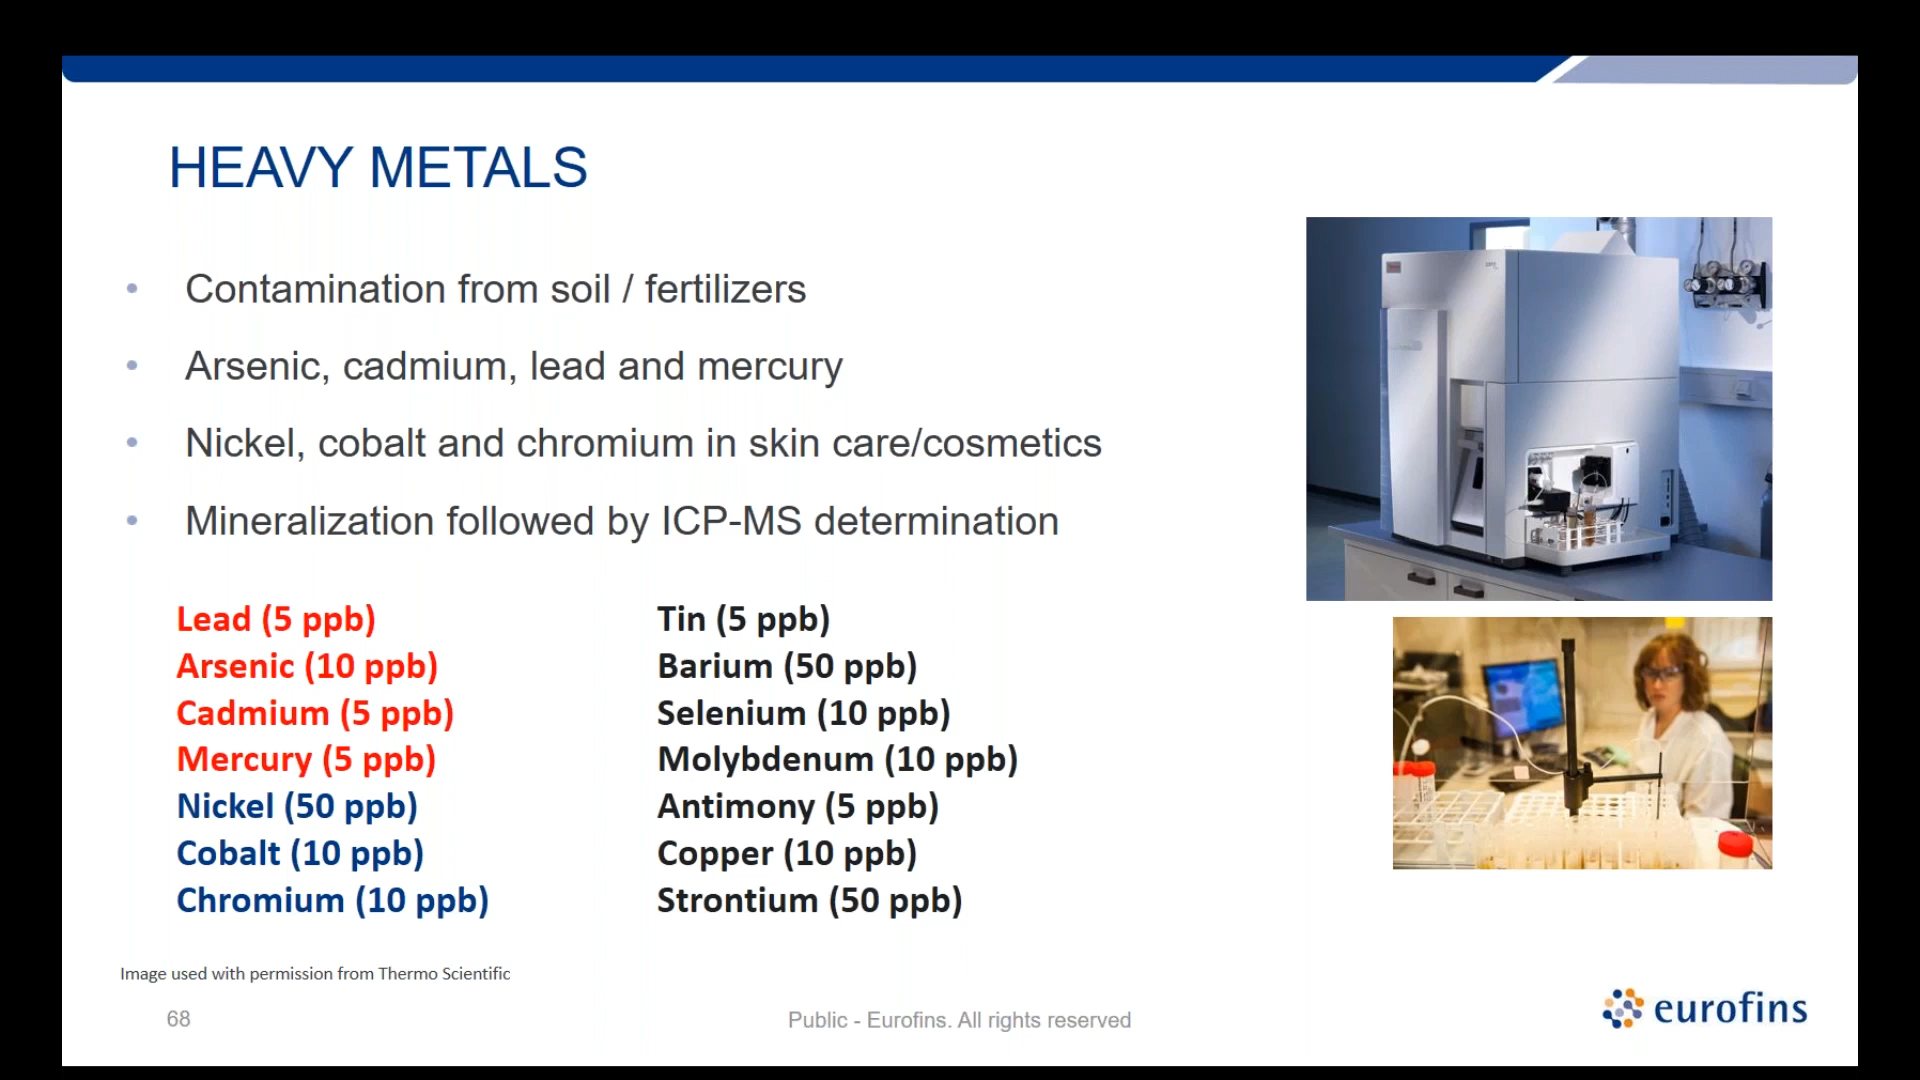 HEAVY METALS
• Contamination from soil / fertilizers
• Arsenic, cadmium, lead and mercury
• Nickel, cobalt and chromium in skin care/cosmetics
• Mineralization followed by ICP-MS determination
Lead (5 ppb)
Arsenic (10 ppb)
Cadmium (5 ppb)
Mercury (5 ppb)
Nickel (50 ppb)
Cobalt (10 ppb)
Chromium (10 ppb)
Tin (5 ppb)
Barium (50 ppb)
Selenium (10 ppb)
Molybdenum (10 ppb)
Antimony (5 ppb)
Copper (10 ppb)
Strontium (50 ppb)
Image used with permission from Thermo Scientific
68
Public - Eurofins. All rights reserved
eurofins